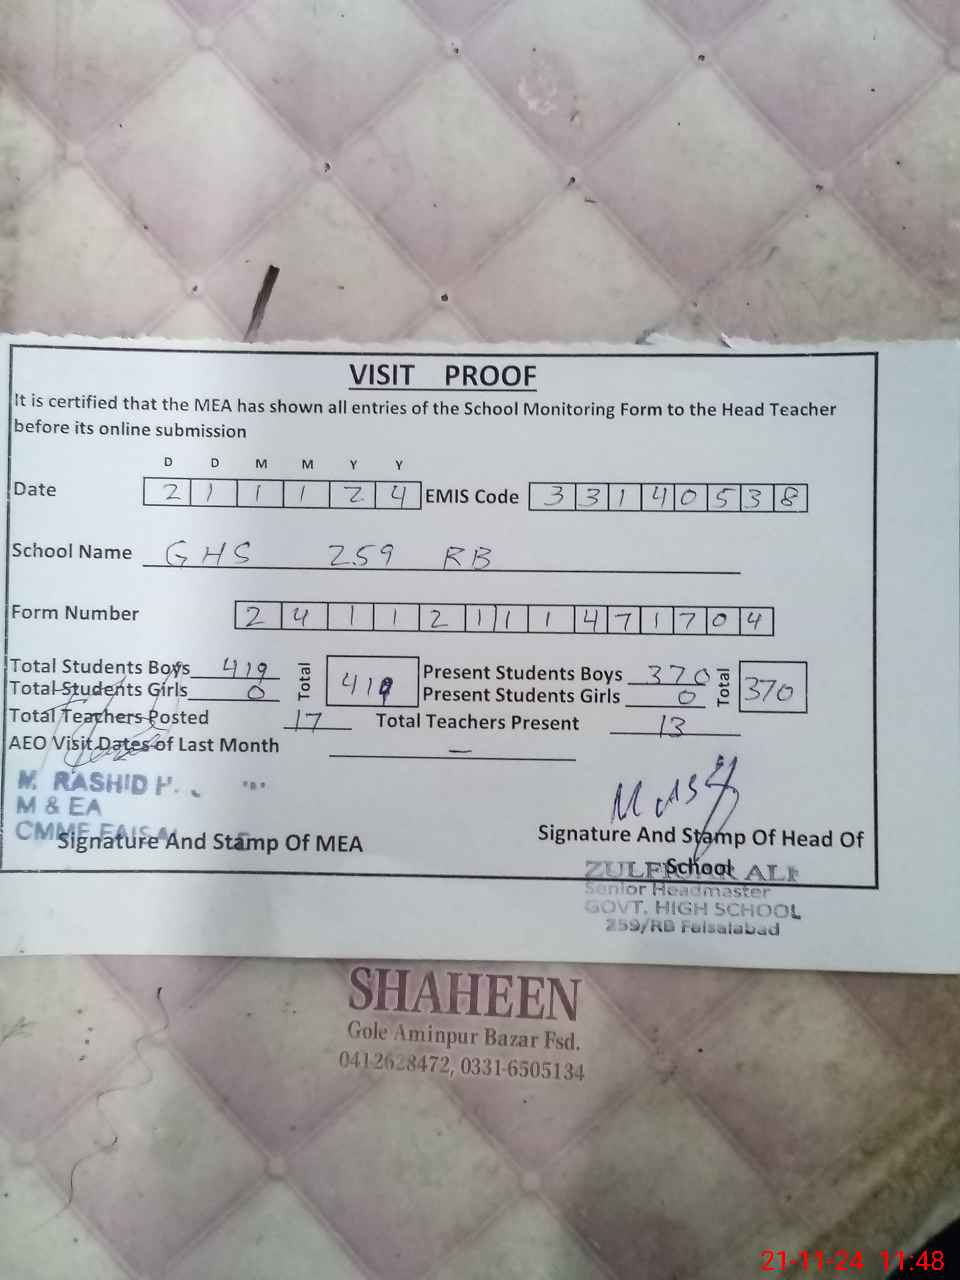 VISIT PROOF
It is certified that the MEA has shown all entries of the School Monitoring Form to the Head Teacher
before its online submission
D D M M Y Y
Date 2 1 1 1 2 4 EMIS Code 3 3 1 4 0 5 3 8
School Name GHS 259 RB
Form Number 2 4 1 1 2 1 1 1 4 7 1 7 0 4
Total Students Boys 419 Total 419 Present Students Boys 370 Total 370
Total Students Girls 0 Present Students Girls 0
Total Teachers Posted 17 Total Teachers Present 13
AEO Visit Dates of Last Month —
M. RASHID
M & EA
CMMF
Signature And Stamp Of MEA
Signature And Stamp Of Head Of
School
ZULFIQAR ALI
Senior Headmaster
GOVT. HIGH SCHOOL
259/RB Faisalabad
SHAHEEN
Gole Aminpur Bazar Fsd.
0412628472, 0331-6505134
21-11-24 11:48